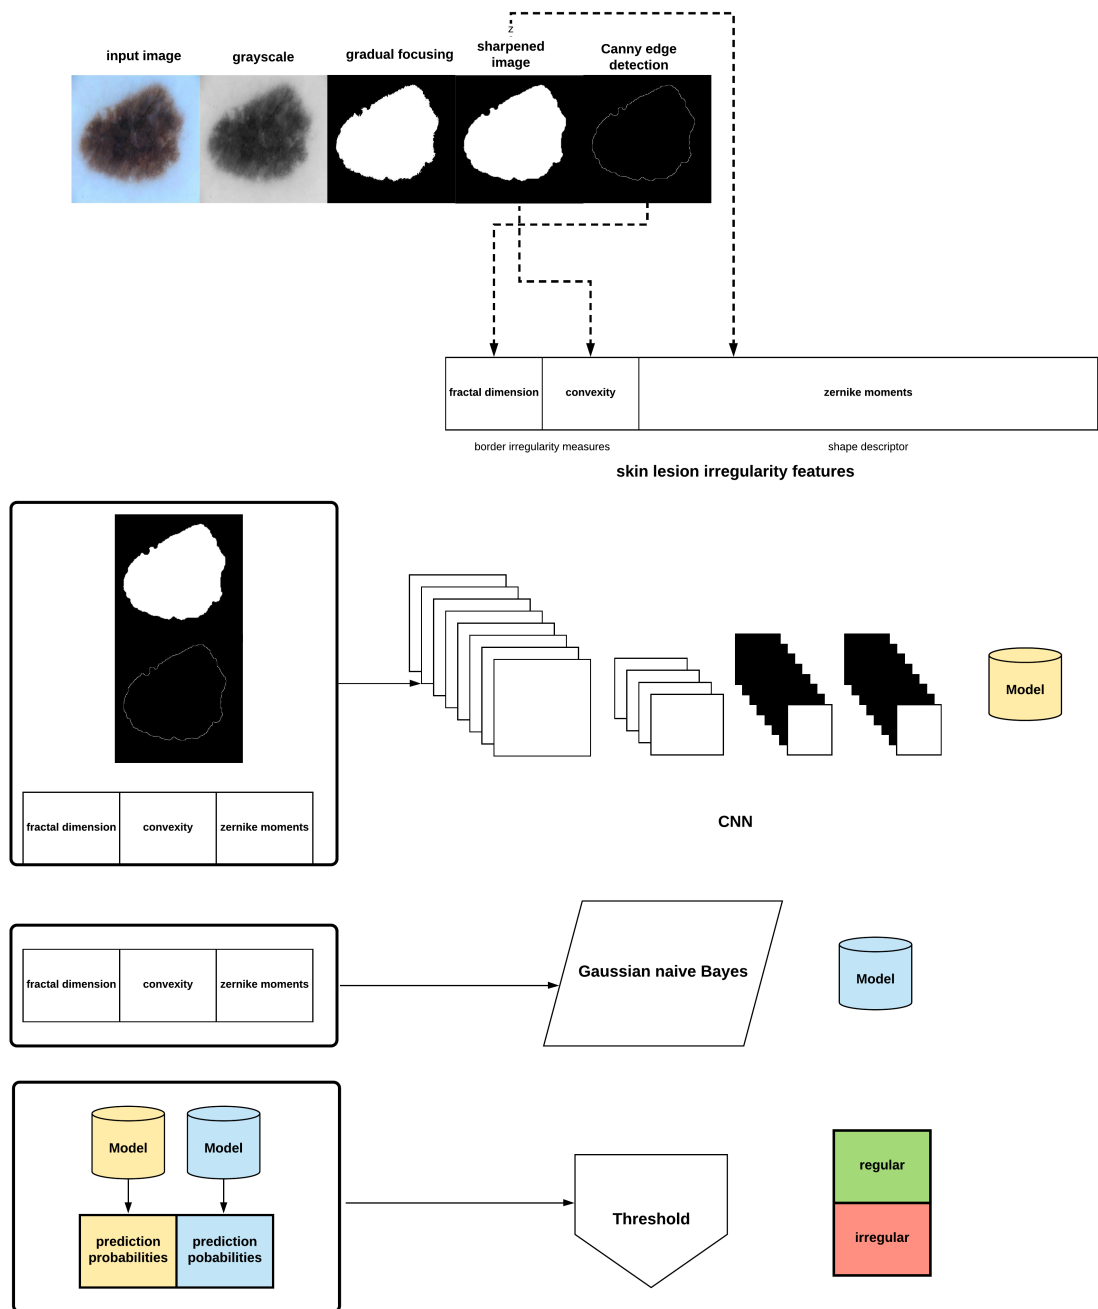 z
input image
grayscale
gradual focusing
sharpened
image
Canny edge
detection
fractal dimension
convexity
zernike moments
border irregularity measures
shape descriptor
skin lesion irregularity features
fractal dimension
convexity
zernike moments
Model
CNN
fractal dimension
convexity
zernike moments
Gaussian naive Bayes
Model
Model
Model
prediction
probabilities
prediction
pobabilities
Threshold
regular
irregular